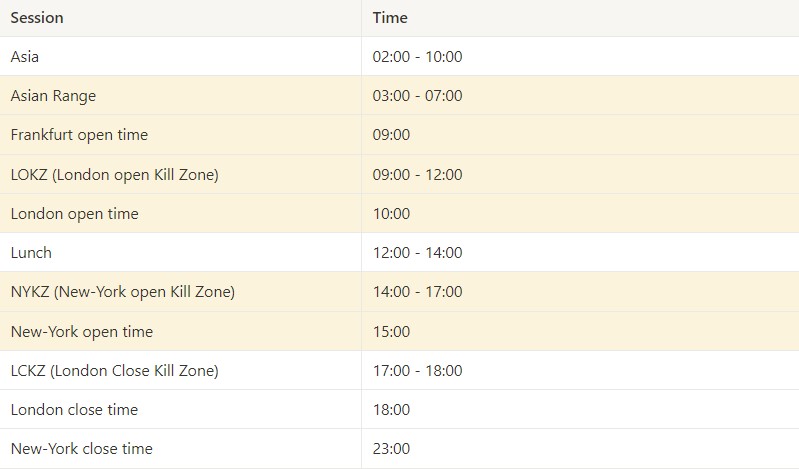 Session Time
Asia 02:00 - 10:00
Asian Range 03:00 - 07:00
Frankfurt open time 09:00
LOKZ (London open Kill Zone) 09:00 - 12:00
London open time 10:00
Lunch 12:00 - 14:00
NYKZ (New-York open Kill Zone) 14:00 - 17:00
New-York open time 15:00
LCKZ (London Close Kill Zone) 17:00 - 18:00
London close time 18:00
New-York close time 23:00